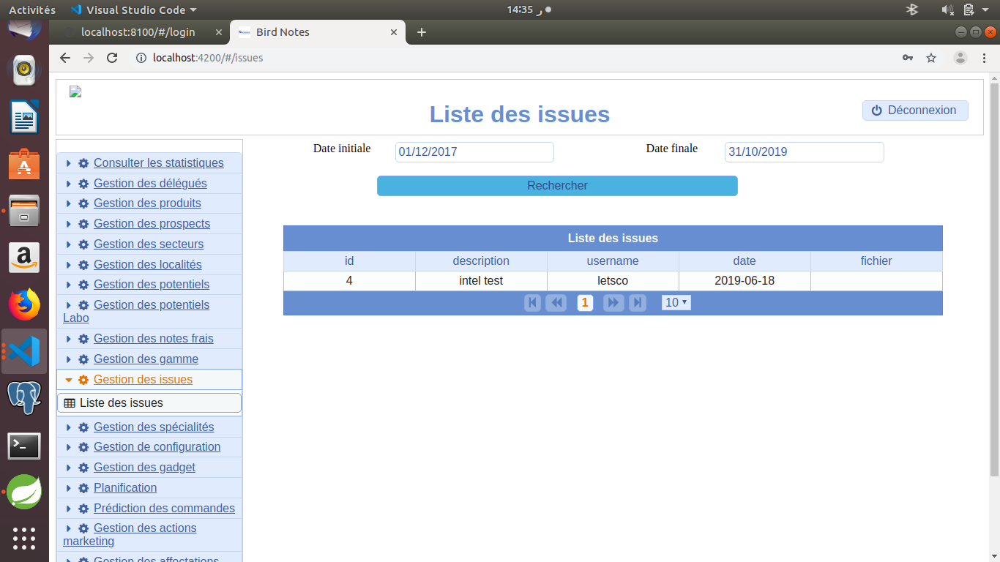 Activités Visual Studio Code 14:35 ر
localhost:8100/#/login Bird Notes
localhost:4200/#/issues
Liste des issues
Déconnexion
Date initiale 01/12/2017 Date finale 31/10/2019
Rechercher
Consulter les statistiques
Gestion des délégués
Gestion des produits
Gestion des prospects
Gestion des secteurs
Gestion des localités
Gestion des potentiels
Gestion des potentiels
Labo
Gestion des notes frais
Gestion des gamme
Gestion des issues
Liste des issues
Gestion des spécialités
Gestion de configuration
Gestion des gadget
Planification
Prédiction des commandes
Gestion des actions
marketing
Gestion des affectations
Liste des issues
id description username date fichier
4 intel test letsco 2019-06-18
1 10